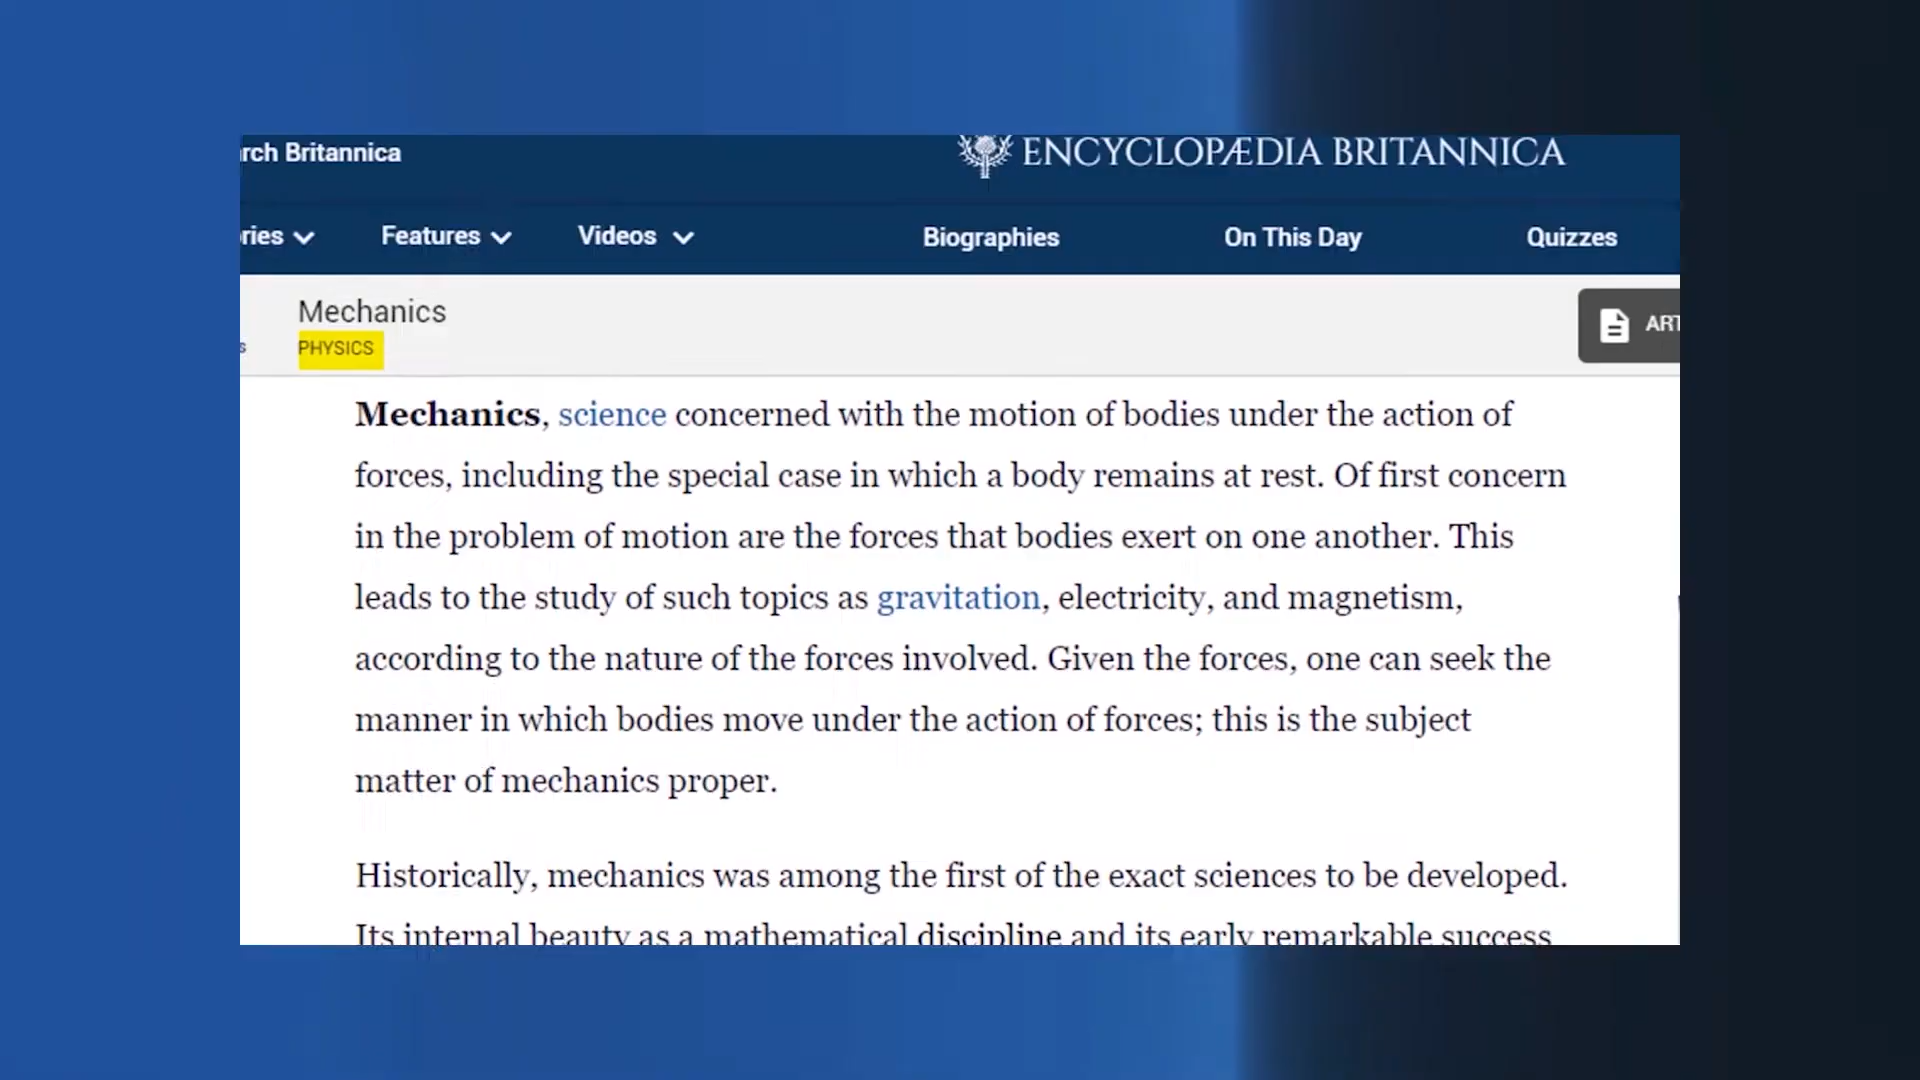 rch Britannica
ENCYCLOPÆDIA BRITANNICA
ries Features Videos Biographies On This Day Quizzes
Mechanics
PHYSICS
ART
Mechanics, science concerned with the motion of bodies under the action of
forces, including the special case in which a body remains at rest. Of first concern
in the problem of motion are the forces that bodies exert on one another. This
leads to the study of such topics as gravitation, electricity, and magnetism,
according to the nature of the forces involved. Given the forces, one can seek the
manner in which bodies move under the action of forces; this is the subject
matter of mechanics proper.
Historically, mechanics was among the first of the exact sciences to be developed.
Its internal beauty as a mathematical discipline and its early remarkable success